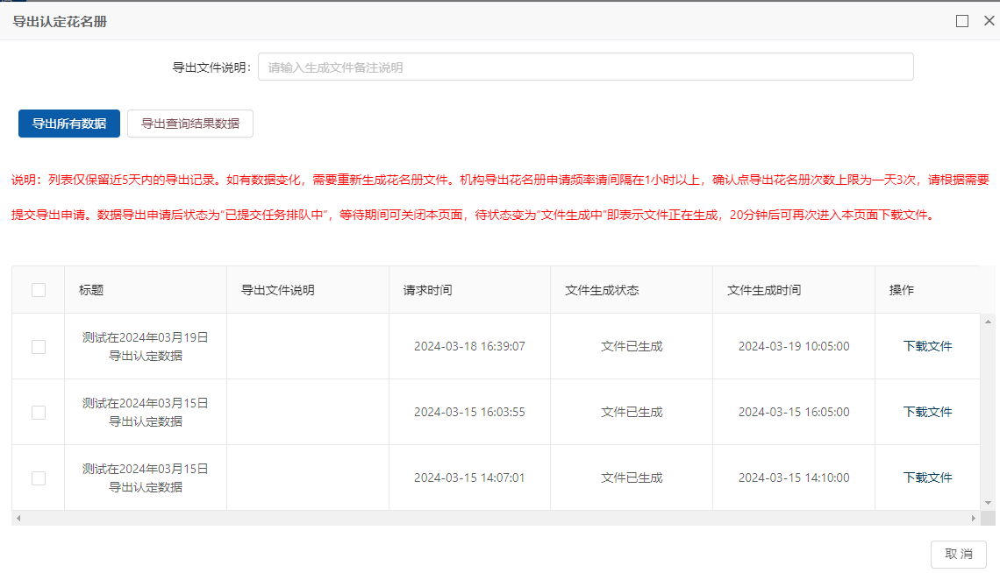 导出认定花名册
导出文件说明: 请输入生成文件备注说明
导出所有数据 导出查询结果数据
说明：列表仅保留近5天内的导出记录。如有数据变化，需要重新生成花名册文件。机构导出花名册申请频率请间隔在1小时以上，确认点导出花名册次数上限为一天3次，请根据需要
提交导出申请。数据导出申请后状态为“已提交任务排队中”，等待期间可关闭本页面，待状态变为“文件生成中”即表示文件正在生成，20分钟后可再次进入本页面下载文件。
标题 导出文件说明 请求时间 文件生成状态 文件生成时间 操作
测试在2024年03月19日
导出认定数据
2024-03-18 16:39:07 文件已生成 2024-03-19 10:05:00 下载文件
测试在2024年03月15日
导出认定数据
2024-03-15 16:03:55 文件已生成 2024-03-15 16:05:00 下载文件
测试在2024年03月15日
导出认定数据
2024-03-15 14:07:01 文件已生成 2024-03-15 14:10:00 下载文件
取 消